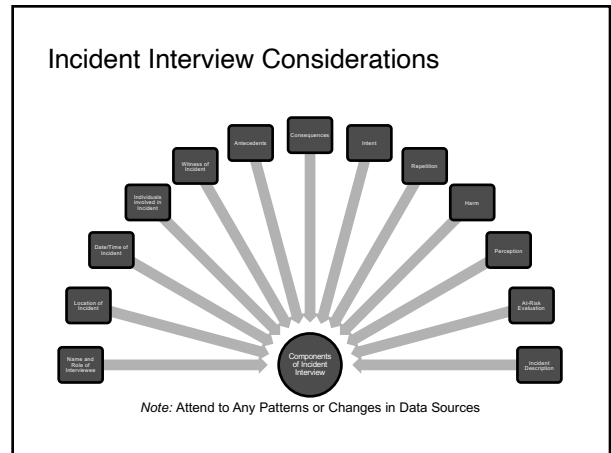 Incident Interview Considerations
Name and
Role of
Interviewee
Location of
Incident
Date/Time of
Incident
Individuals
involved in
Incident
Witness of
Incident
Antecedents
Consequences
Intent
Repetition
Harm
Perception
At-Risk
Evaluation
Incident
Description
Components
of Incident
Interview
Note: Attend to Any Patterns or Changes in Data Sources